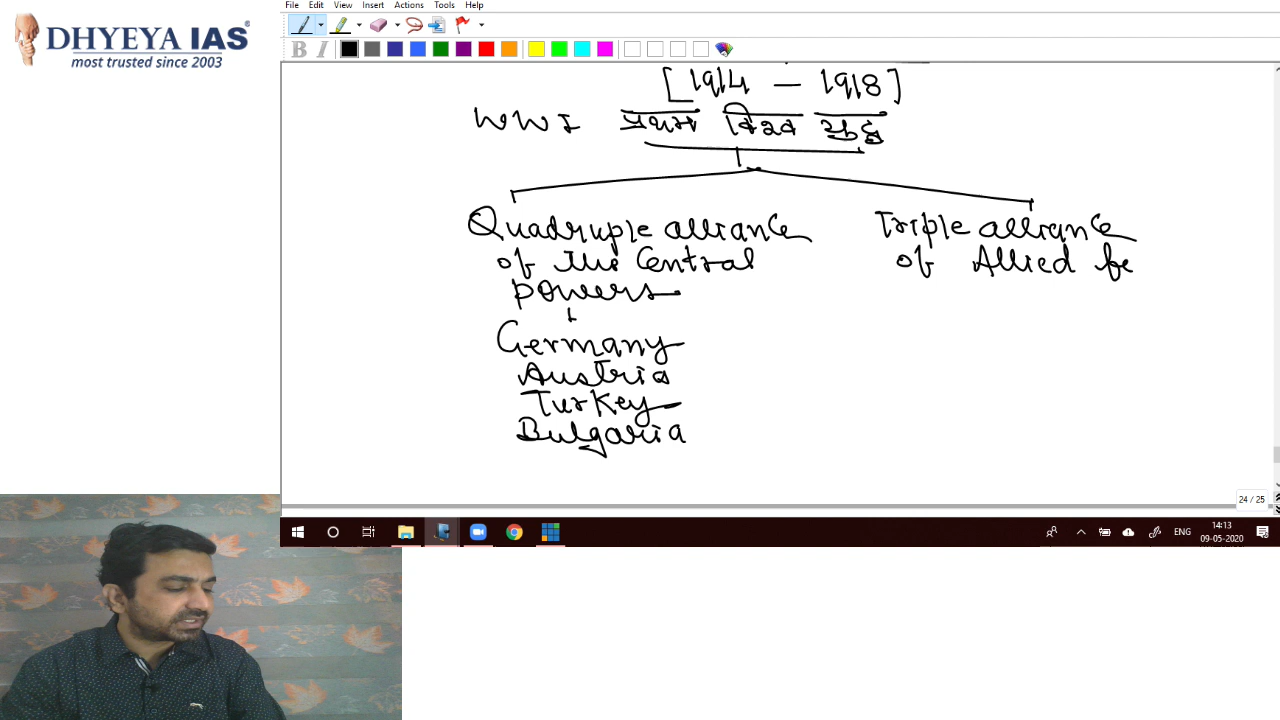 DHYEYA IAS®
most trusted since 2003
File Edit View Insert Actions Tools Help
B I
[1914 – 1918]
WWI प्रथम विश्व युद्ध
Quadruple alliance
of the Central
powers
Germany
Austria
Turkey
Bulgaria
Triple alliance
of Allied
24 / 25
ENG
14:13
09-05-2020